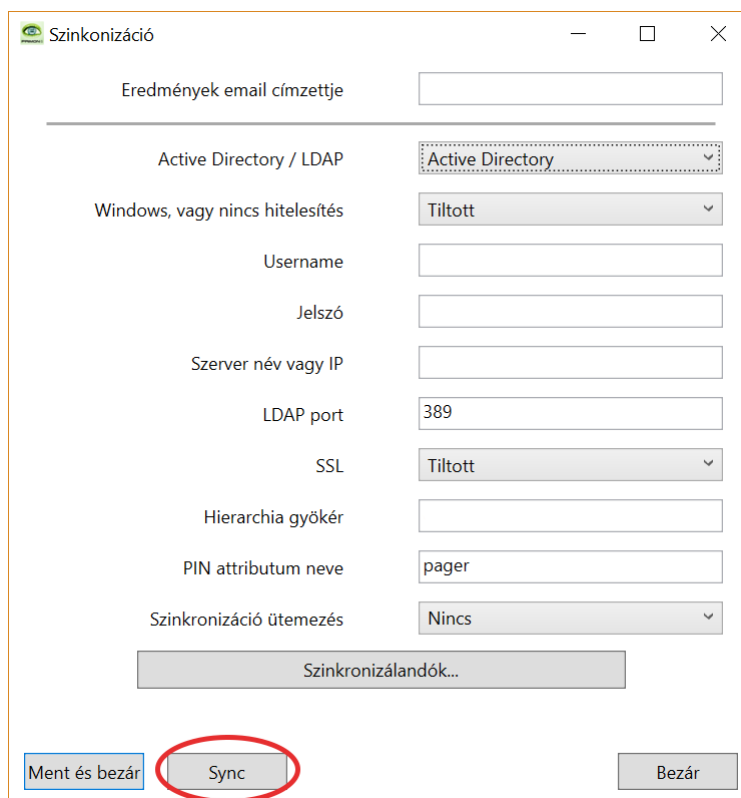 Szinkonizáció
Eredmények email címzettje
Active Directory / LDAP Active Directory
Windows, vagy nincs hitelesítés Tiltott
Username
Jelszó
Szerver név vagy IP
LDAP port 389
SSL Tiltott
Hierarchia gyökér
PIN attributum neve pager
Szinkronizáció ütemezés Nincs
Szinkronizálandók...
Ment és bezár Sync Bezár